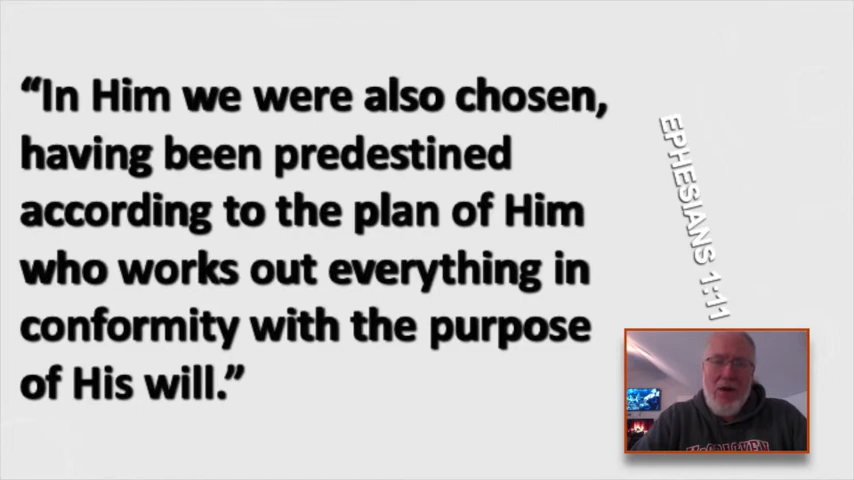 “In Him we were also chosen,
having been predestined
according to the plan of Him
who works out everything in
conformity with the purpose
of His will.”
EPHESIANS 1:11